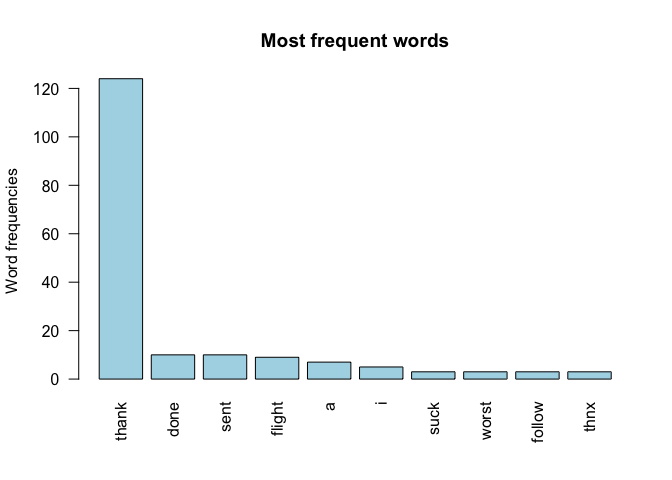 Most frequent words
Word frequencies
120
100
80
60
40
20
0
thank
done
sent
flight
a
i
suck
worst
follow
thnx